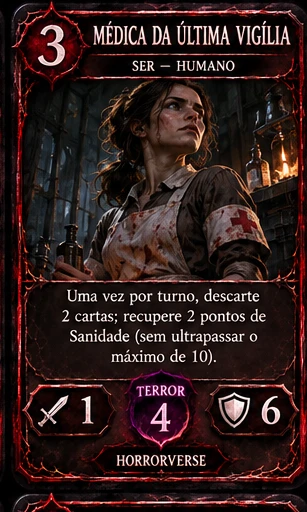 3
MÉDICA DA ÚLTIMA VIGÍLIA
SER – HUMANO
Uma vez por turno, descarte
2 cartas; recupere 2 pontos de
Sanidade (sem ultrapassar o
máximo de 10).
1
TERROR
4
6
HORRORVERSE